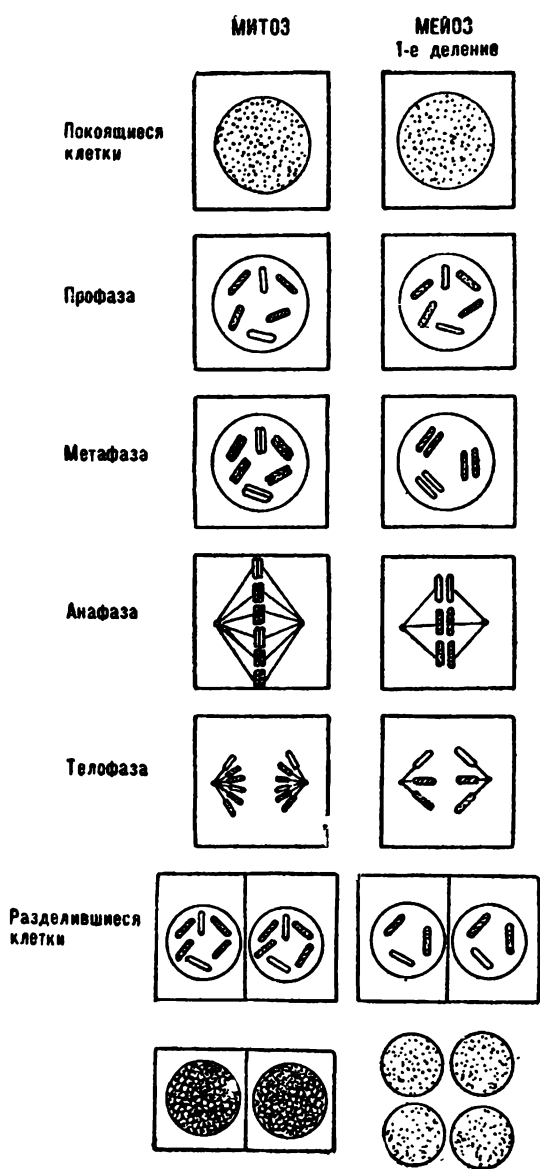 МИТОЗ
МЕЙОЗ
1-е деление
Покоящиеся
клетки
Профаза
Метафаза
Анафаза
Телофаза
Разделившиеся
клетки